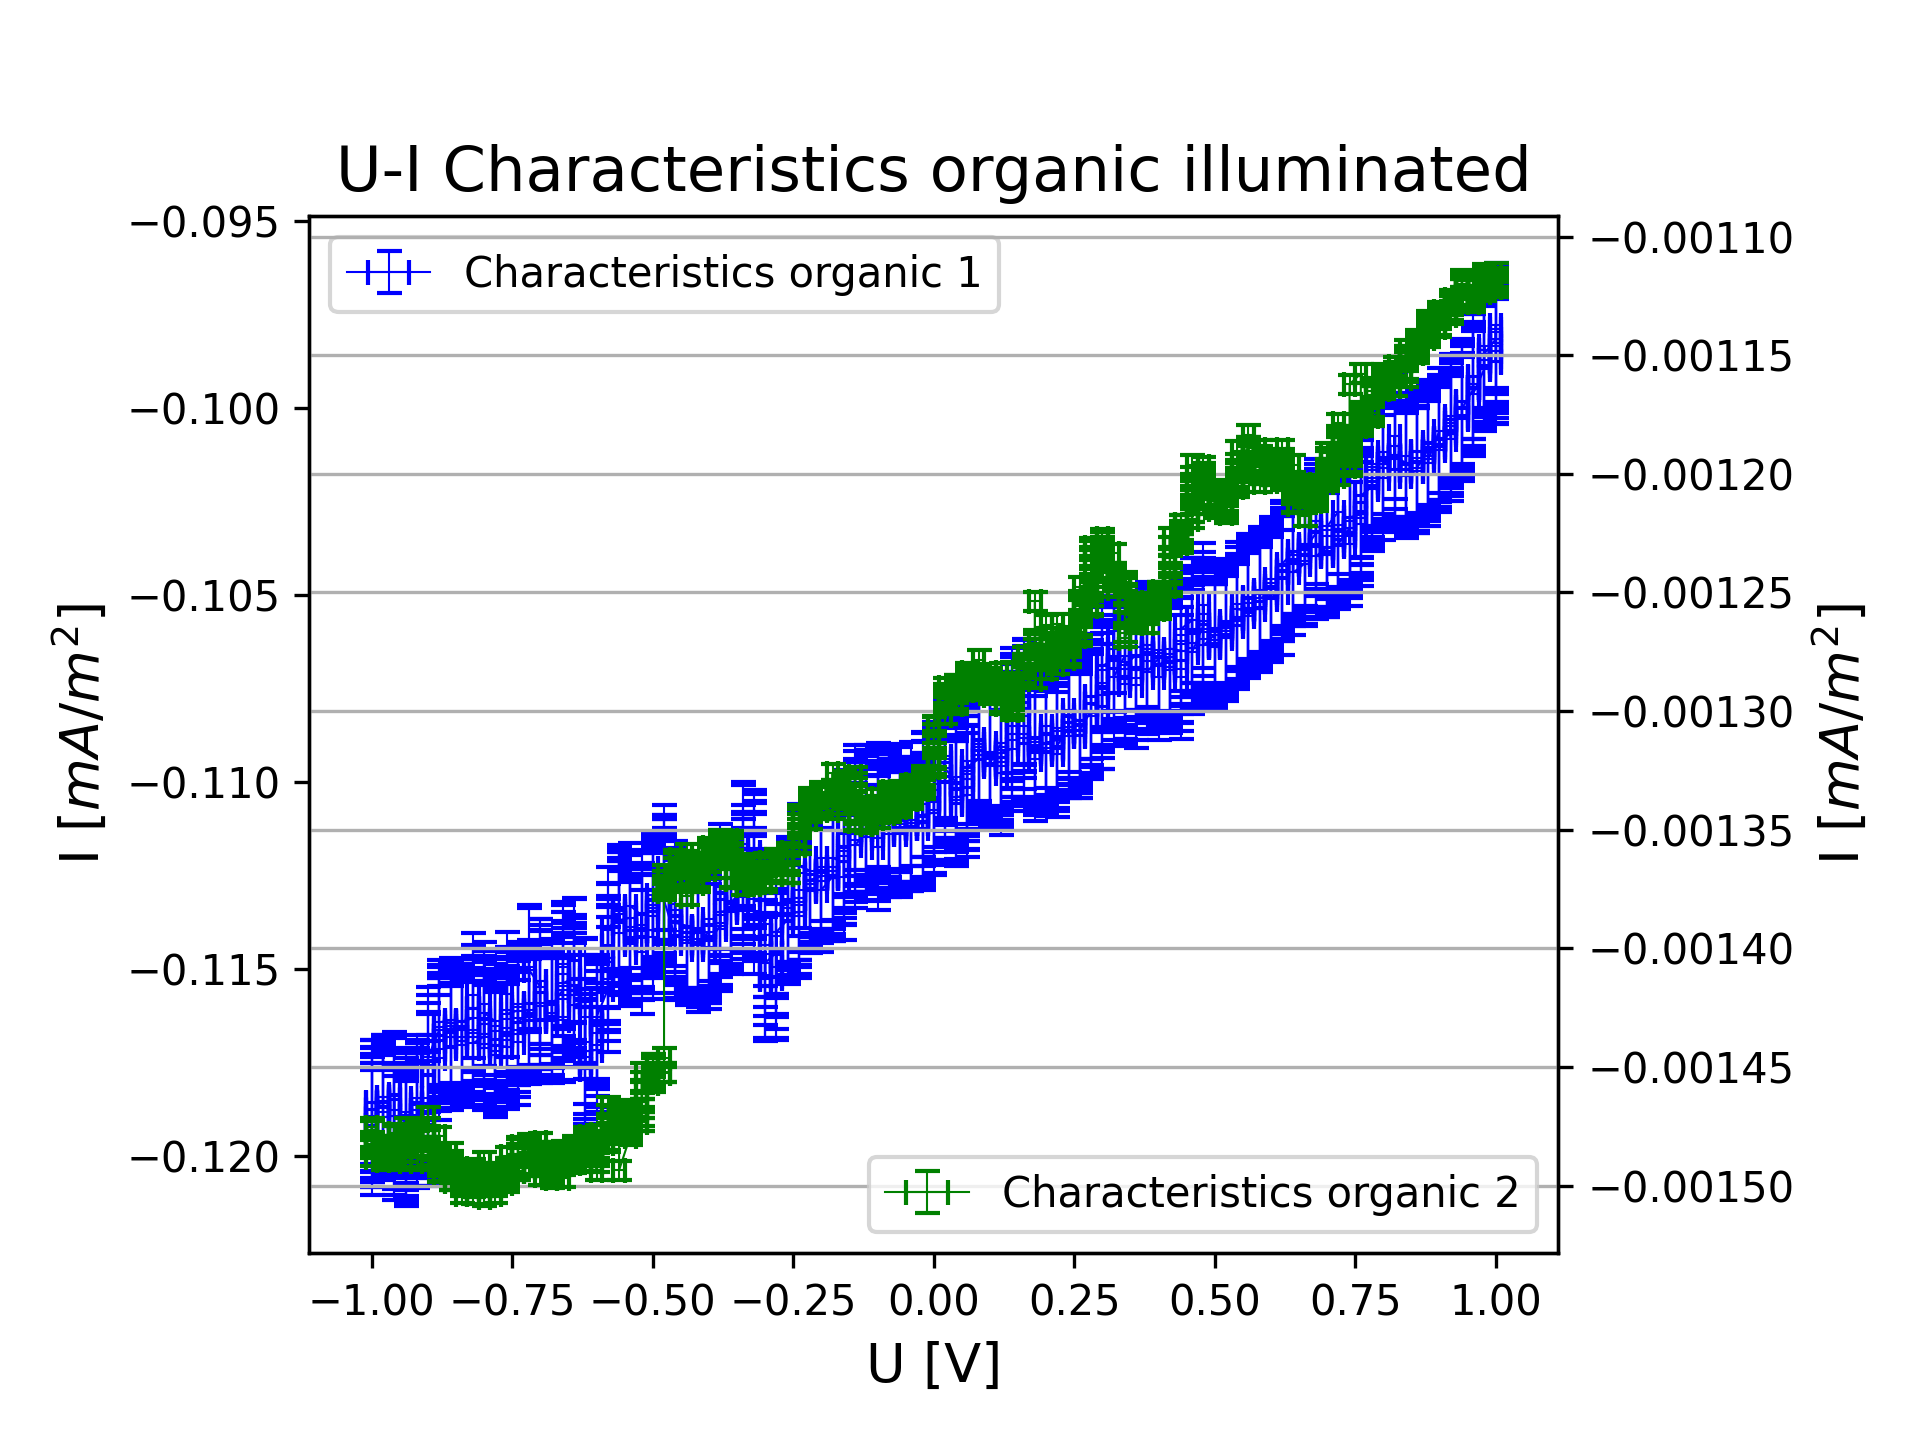 U-I Characteristics organic illuminated
−0.095
−0.100
−0.105
−0.110
−0.115
−0.120
I [mA/m²]
Characteristics organic 1
Characteristics organic 2
−0.00110
−0.00115
−0.00120
−0.00125
−0.00130
−0.00135
−0.00140
−0.00145
−0.00150
I [mA/m²]
−1.00 −0.75 −0.50 −0.25 0.00 0.25 0.50 0.75 1.00
U [V]